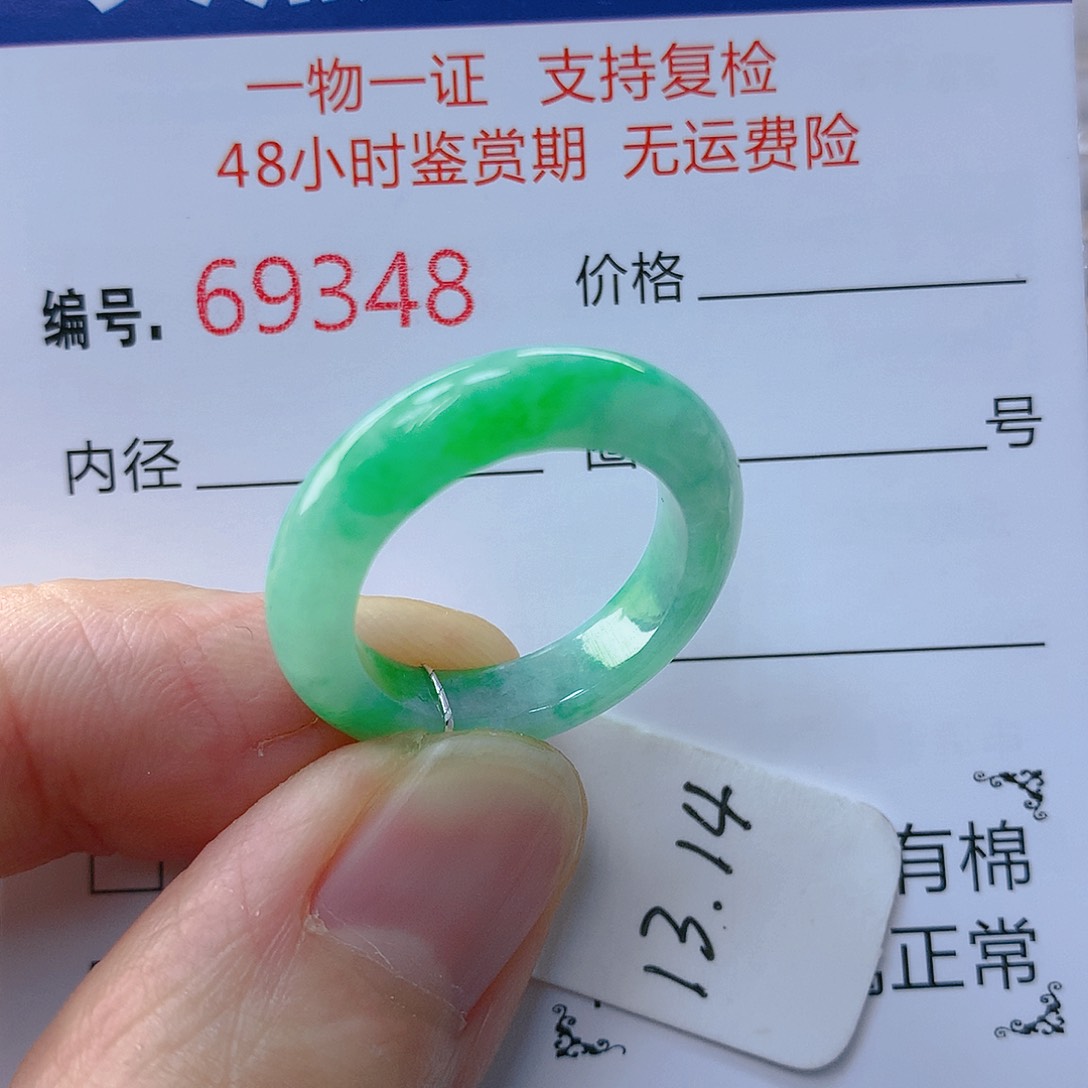 一物一证 支持复检
48小时鉴赏期 无运费险
编号. 69348 价格
内径 号
13.14
有棉
正常